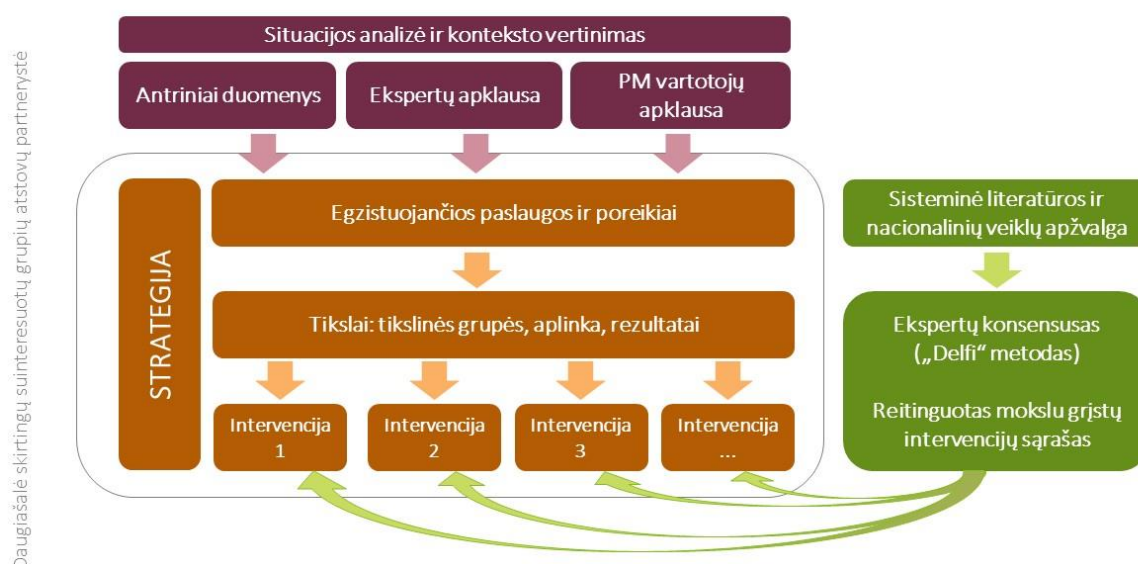 Situacijos analizė ir konteksto vertinimas
Antriniai duomenys
Ekspertų apklausa
PM vartotojų
apklausa
Daugiašalė skirtingų suinteresuotų grupių atstovų partnerystė
STRATEGIJA
Egzistuojančios paslaugos ir poreikiai
Tikslai: tikslinės grupės, aplinka, rezultatai
Intervencija
1
Intervencija
2
Intervencija
3
Intervencija
...
Sisteminė literatūros ir
nacionalinių veiklų apžvalga
Ekspertų konsensusas
(„Delfi“ metodas)
Reitinguotas mokslu grįstų
intervencijų sąrašas